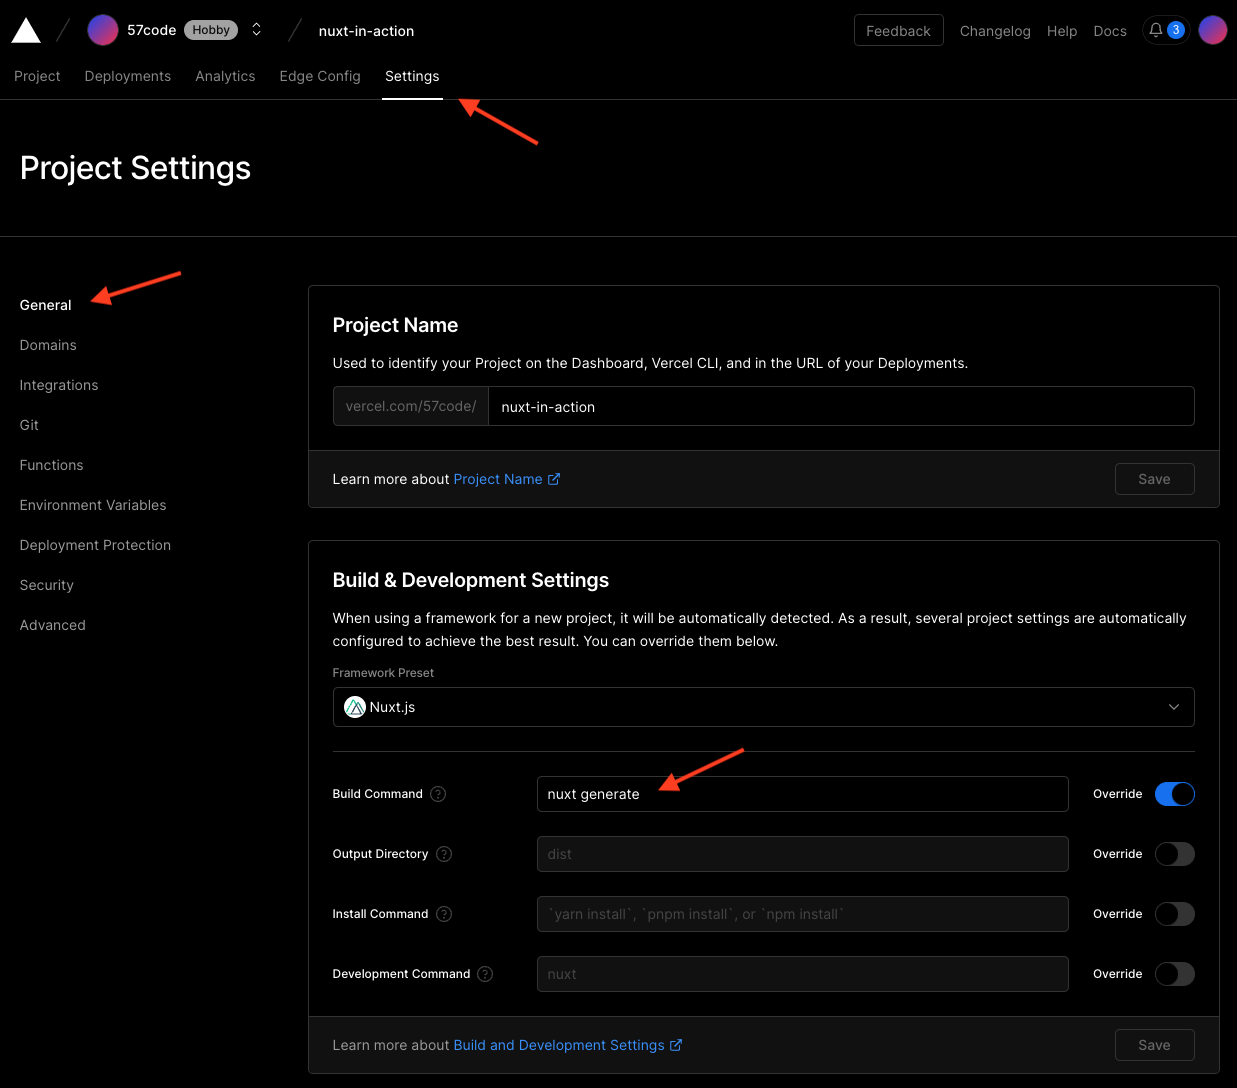 57code Hobby nuxt-in-action Feedback Changelog Help Docs 3
Project Deployments Analytics Edge Config Settings
Project Settings
General
Domains
Integrations
Git
Functions
Environment Variables
Deployment Protection
Security
Advanced
Project Name
Used to identify your Project on the Dashboard, Vercel CLI, and in the URL of your Deployments.
vercel.com/57code/ nuxt-in-action
Learn more about Project Name Save
Build & Development Settings
When using a framework for a new project, it will be automatically detected. As a result, several project settings are automatically
configured to achieve the best result. You can override them below.
Framework Preset
Nuxt.js
Build Command ? nuxt generate Override
Output Directory ? dist Override
Install Command ? `yarn install`, `pnpm install`, or `npm install` Override
Development Command ? nuxt Override
Learn more about Build and Development Settings Save